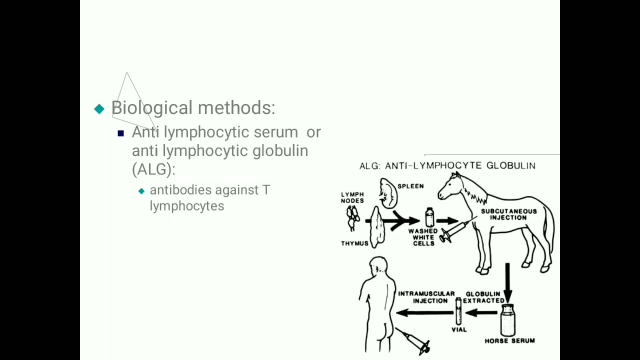 Biological methods:
Anti lymphocytic serum or
anti lymphocytic globulin
(ALG):
antibodies against T
lymphocytes
ALG: ANTI-LYMPHOCYTE GLOBULIN
SPLEEN
LYMPH
NODES
THYMUS
WASHED
WHITE
CELLS
SUBCUTANEOUS
INJECTION
INTRAMUSCULAR
INJECTION
GLOBULIN
EXTRACTED
VIAL
HORSE SERUM